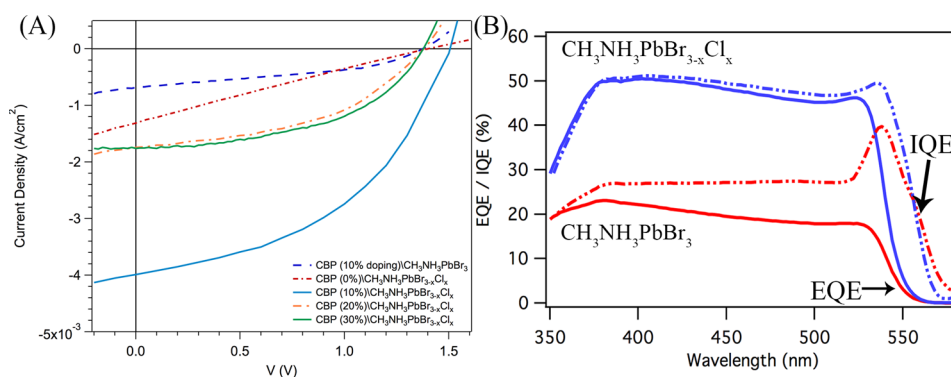 (A)
0
-1
-2
-3
-4
-5x10⁻³
Current Density (A/cm²)
0.0 0.5 1.0 1.5
V (V)
CBP (10% doping)\CH₃NH₃PbBr₃
CBP (0%)\CH₃NH₃PbBr₃₋ₓClₓ
CBP (10%)\CH₃NH₃PbBr₃₋ₓClₓ
CBP (20%)\CH₃NH₃PbBr₃₋ₓClₓ
CBP (30%)\CH₃NH₃PbBr₃₋ₓClₓ
(B)
60
50
40
30
20
10
0
EQE / IQE (%)
CH₃NH₃PbBr₃₋ₓClₓ
IQE
CH₃NH₃PbBr₃
EQE
350 400 450 500 550
Wavelength (nm)